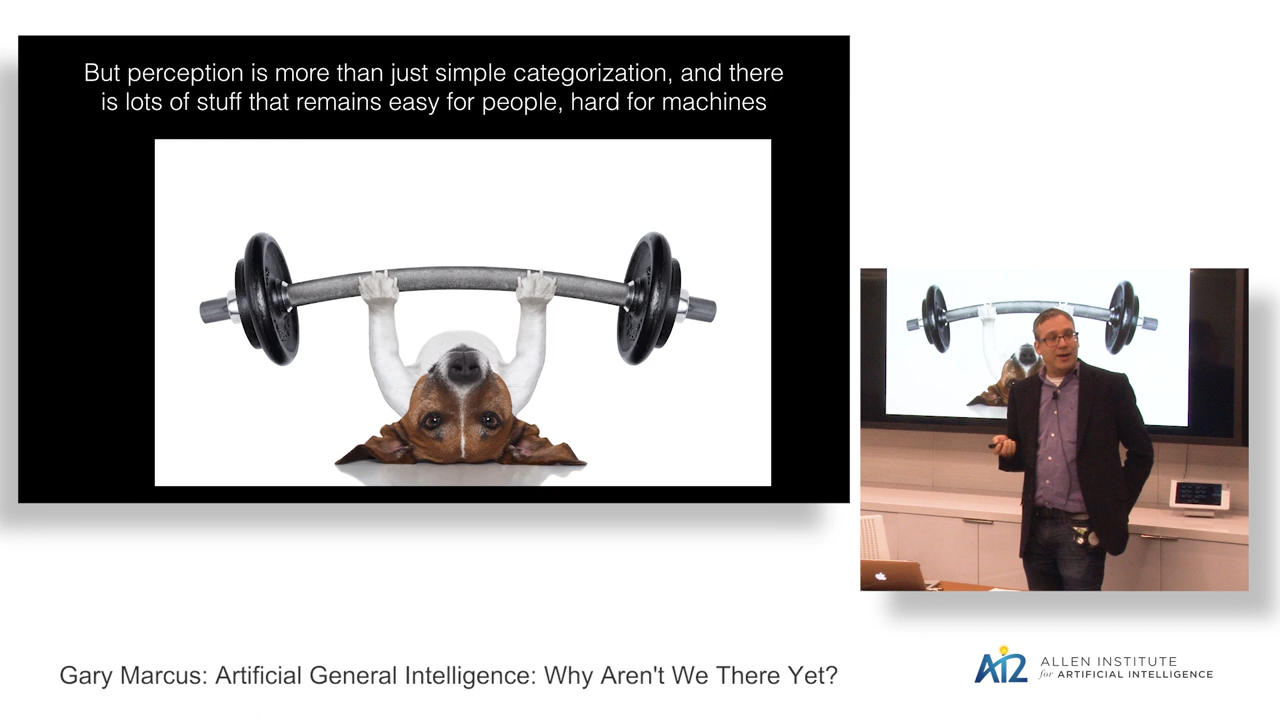 But perception is more than just simple categorization, and there
is lots of stuff that remains easy for people, hard for machines
Gary Marcus: Artificial General Intelligence: Why Aren't We There Yet?
AI2
ALLEN INSTITUTE
for ARTIFICIAL INTELLIGENCE